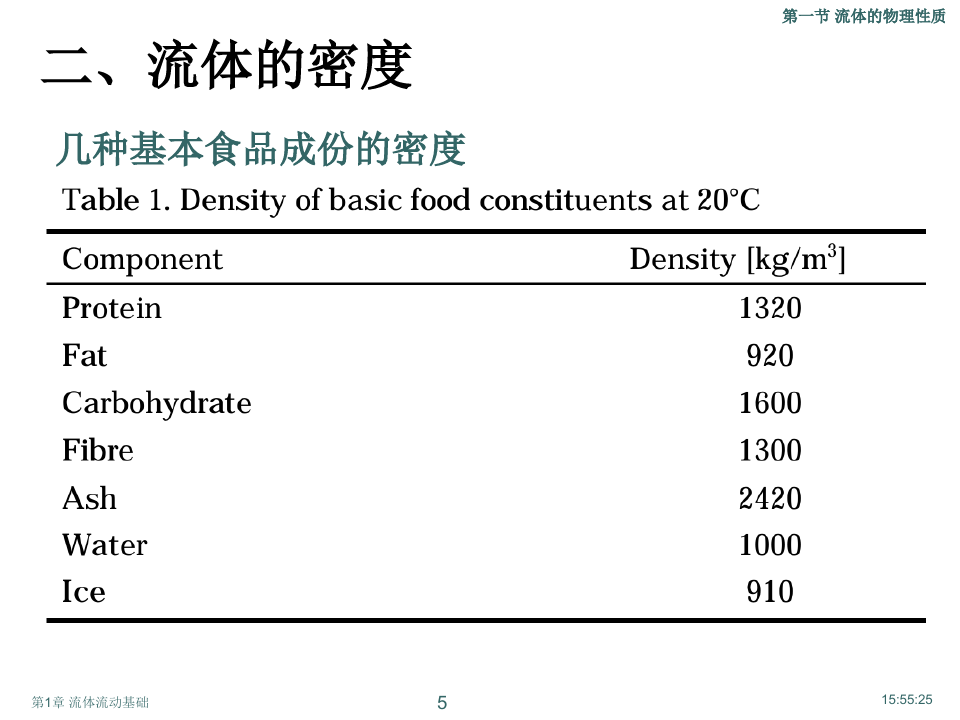 第一节 流体的物理性质
二、流体的密度
几种基本食品成份的密度
Table 1. Density of basic food constituents at 20°C
Component Density [kg/m³]
Protein 1320
Fat 920
Carbohydrate 1600
Fibre 1300
Ash 2420
Water 1000
Ice 910
第1章 流体流动基础 5 15:55:25